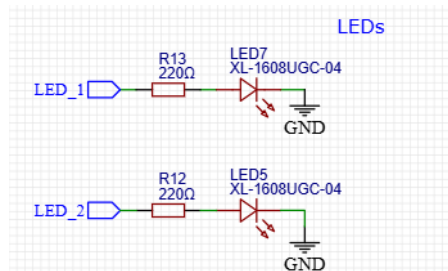 LEDs
R13
220Ω
LED7
XL-1608UGC-04
LED_1
GND
R12
220Ω
LED5
XL-1608UGC-04
LED_2
GND